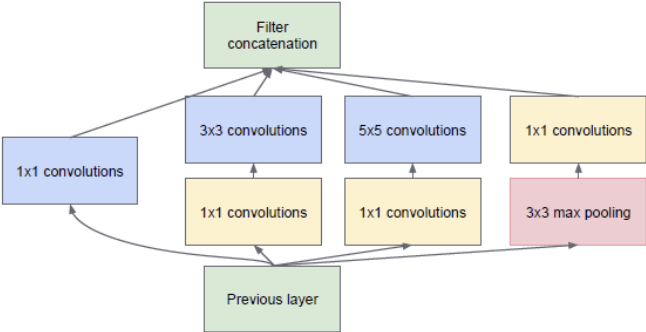 Filter
concatenation
3x3 convolutions
5x5 convolutions
1x1 convolutions
1x1 convolutions
1x1 convolutions
1x1 convolutions
3x3 max pooling
Previous layer